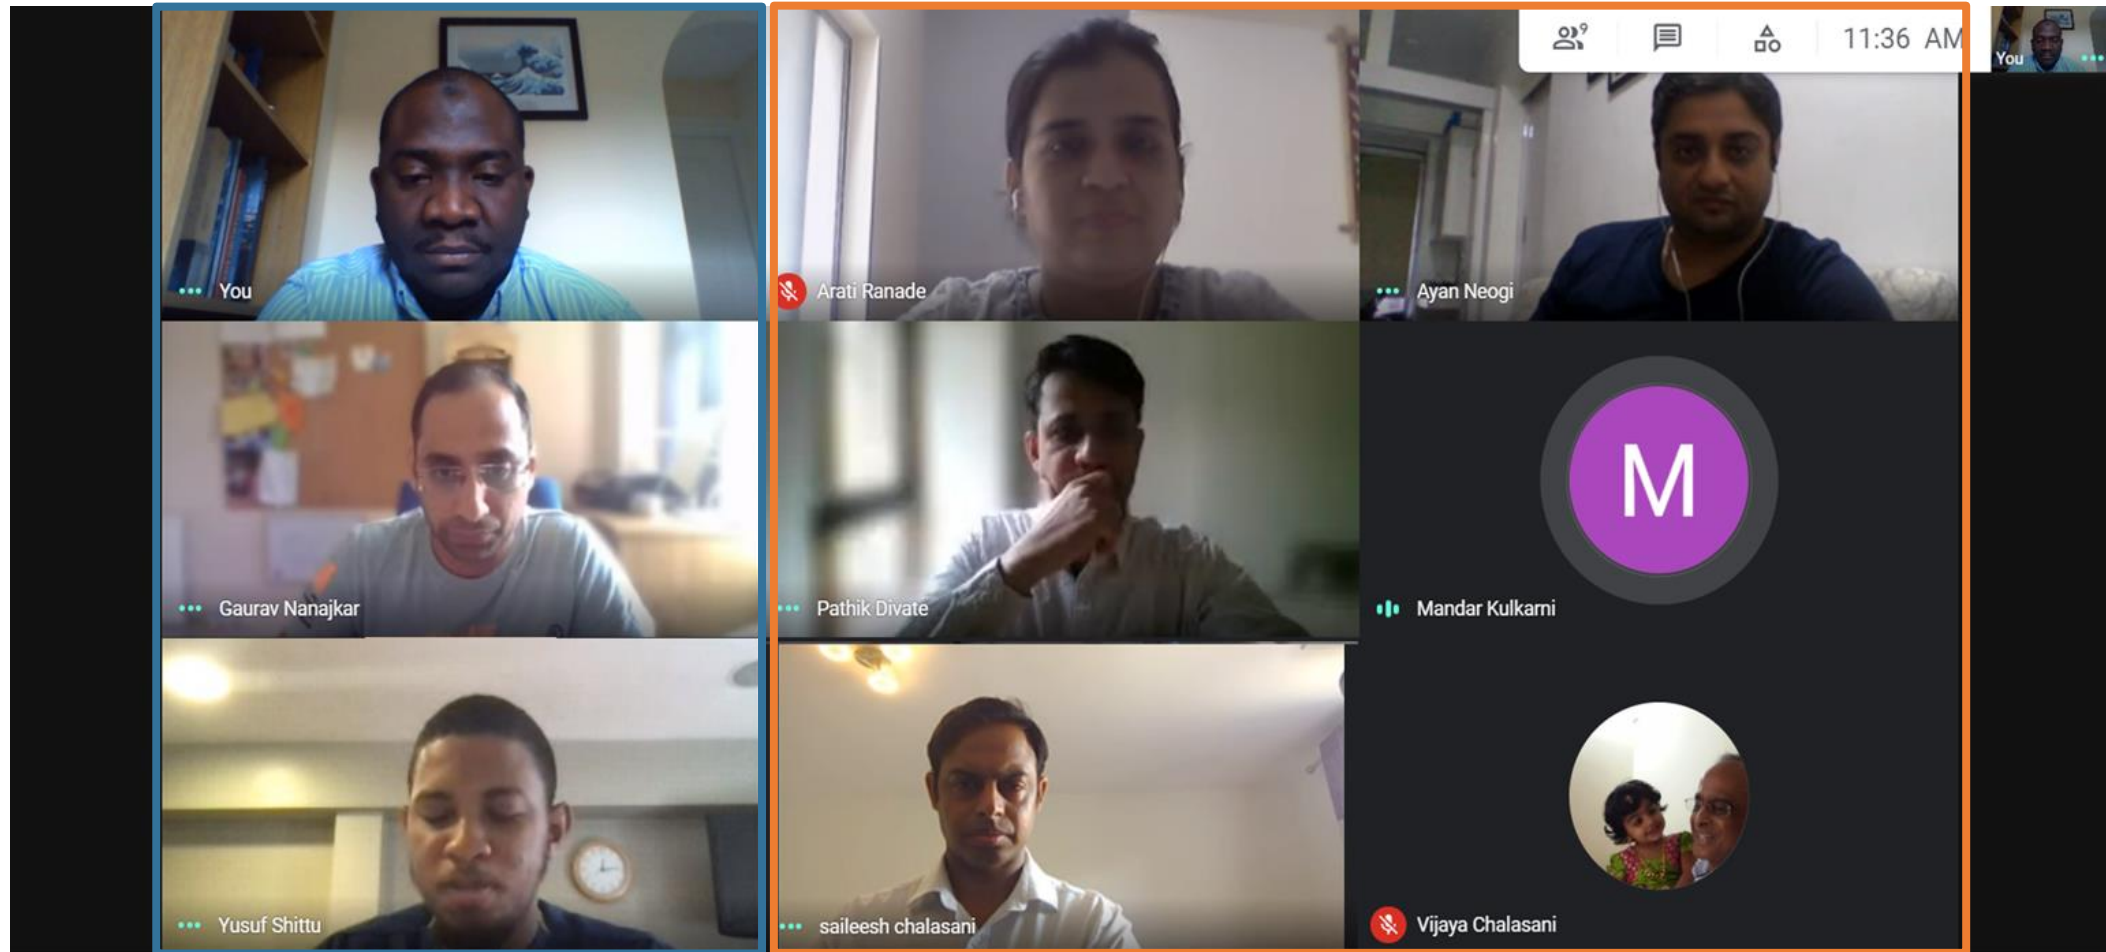 9
11:36 AM
You
You
Arati Ranade
Ayan Neogi
Gaurav Nanajkar
Pathik Divate
M
Mandar Kulkarni
Yusuf Shittu
saileesh chalasani
Vijaya Chalasani